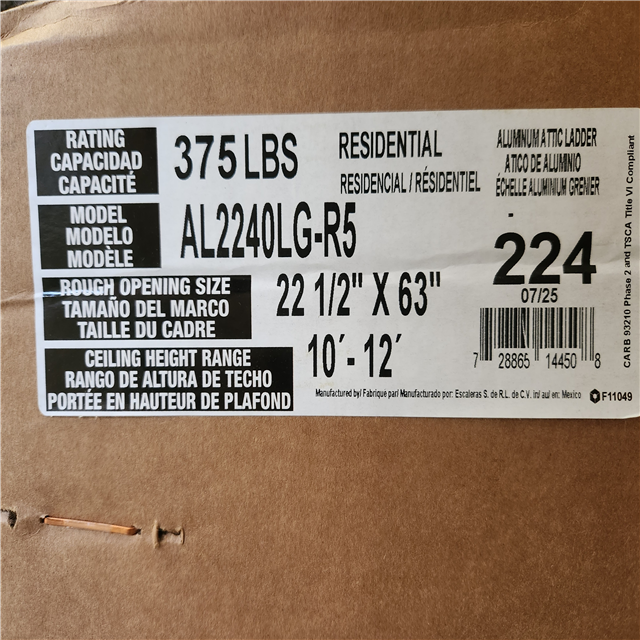 RATING
CAPACIDAD
CAPACITÉ
375 LBS
RESIDENTIAL
RESIDENCIAL / RÉSIDENTIEL
ALUMINUM ATTIC LADDER
ATICO DE ALUMINIO
ÉCHELLE ALUMINIUM GRENIER
MODEL
MODELO
MODÈLE
AL2240LG-R5
-
224
07/25
ROUGH OPENING SIZE
TAMAÑO DEL MARCO
TAILLE DU CADRE
22 1/2" X 63"
7 28865 14450 8
CEILING HEIGHT RANGE
RANGO DE ALTURA DE TECHO
PORTÉE EN HAUTEUR DE PLAFOND
10´- 12´
Manufactured by/ Fabriqué par/ Manufacturado por: Escaleras S. de R.L. de C.V. in/ au/ en: Mexico
F11049
CARB 93210 Phase 2 and TSCA Title VI Compliant